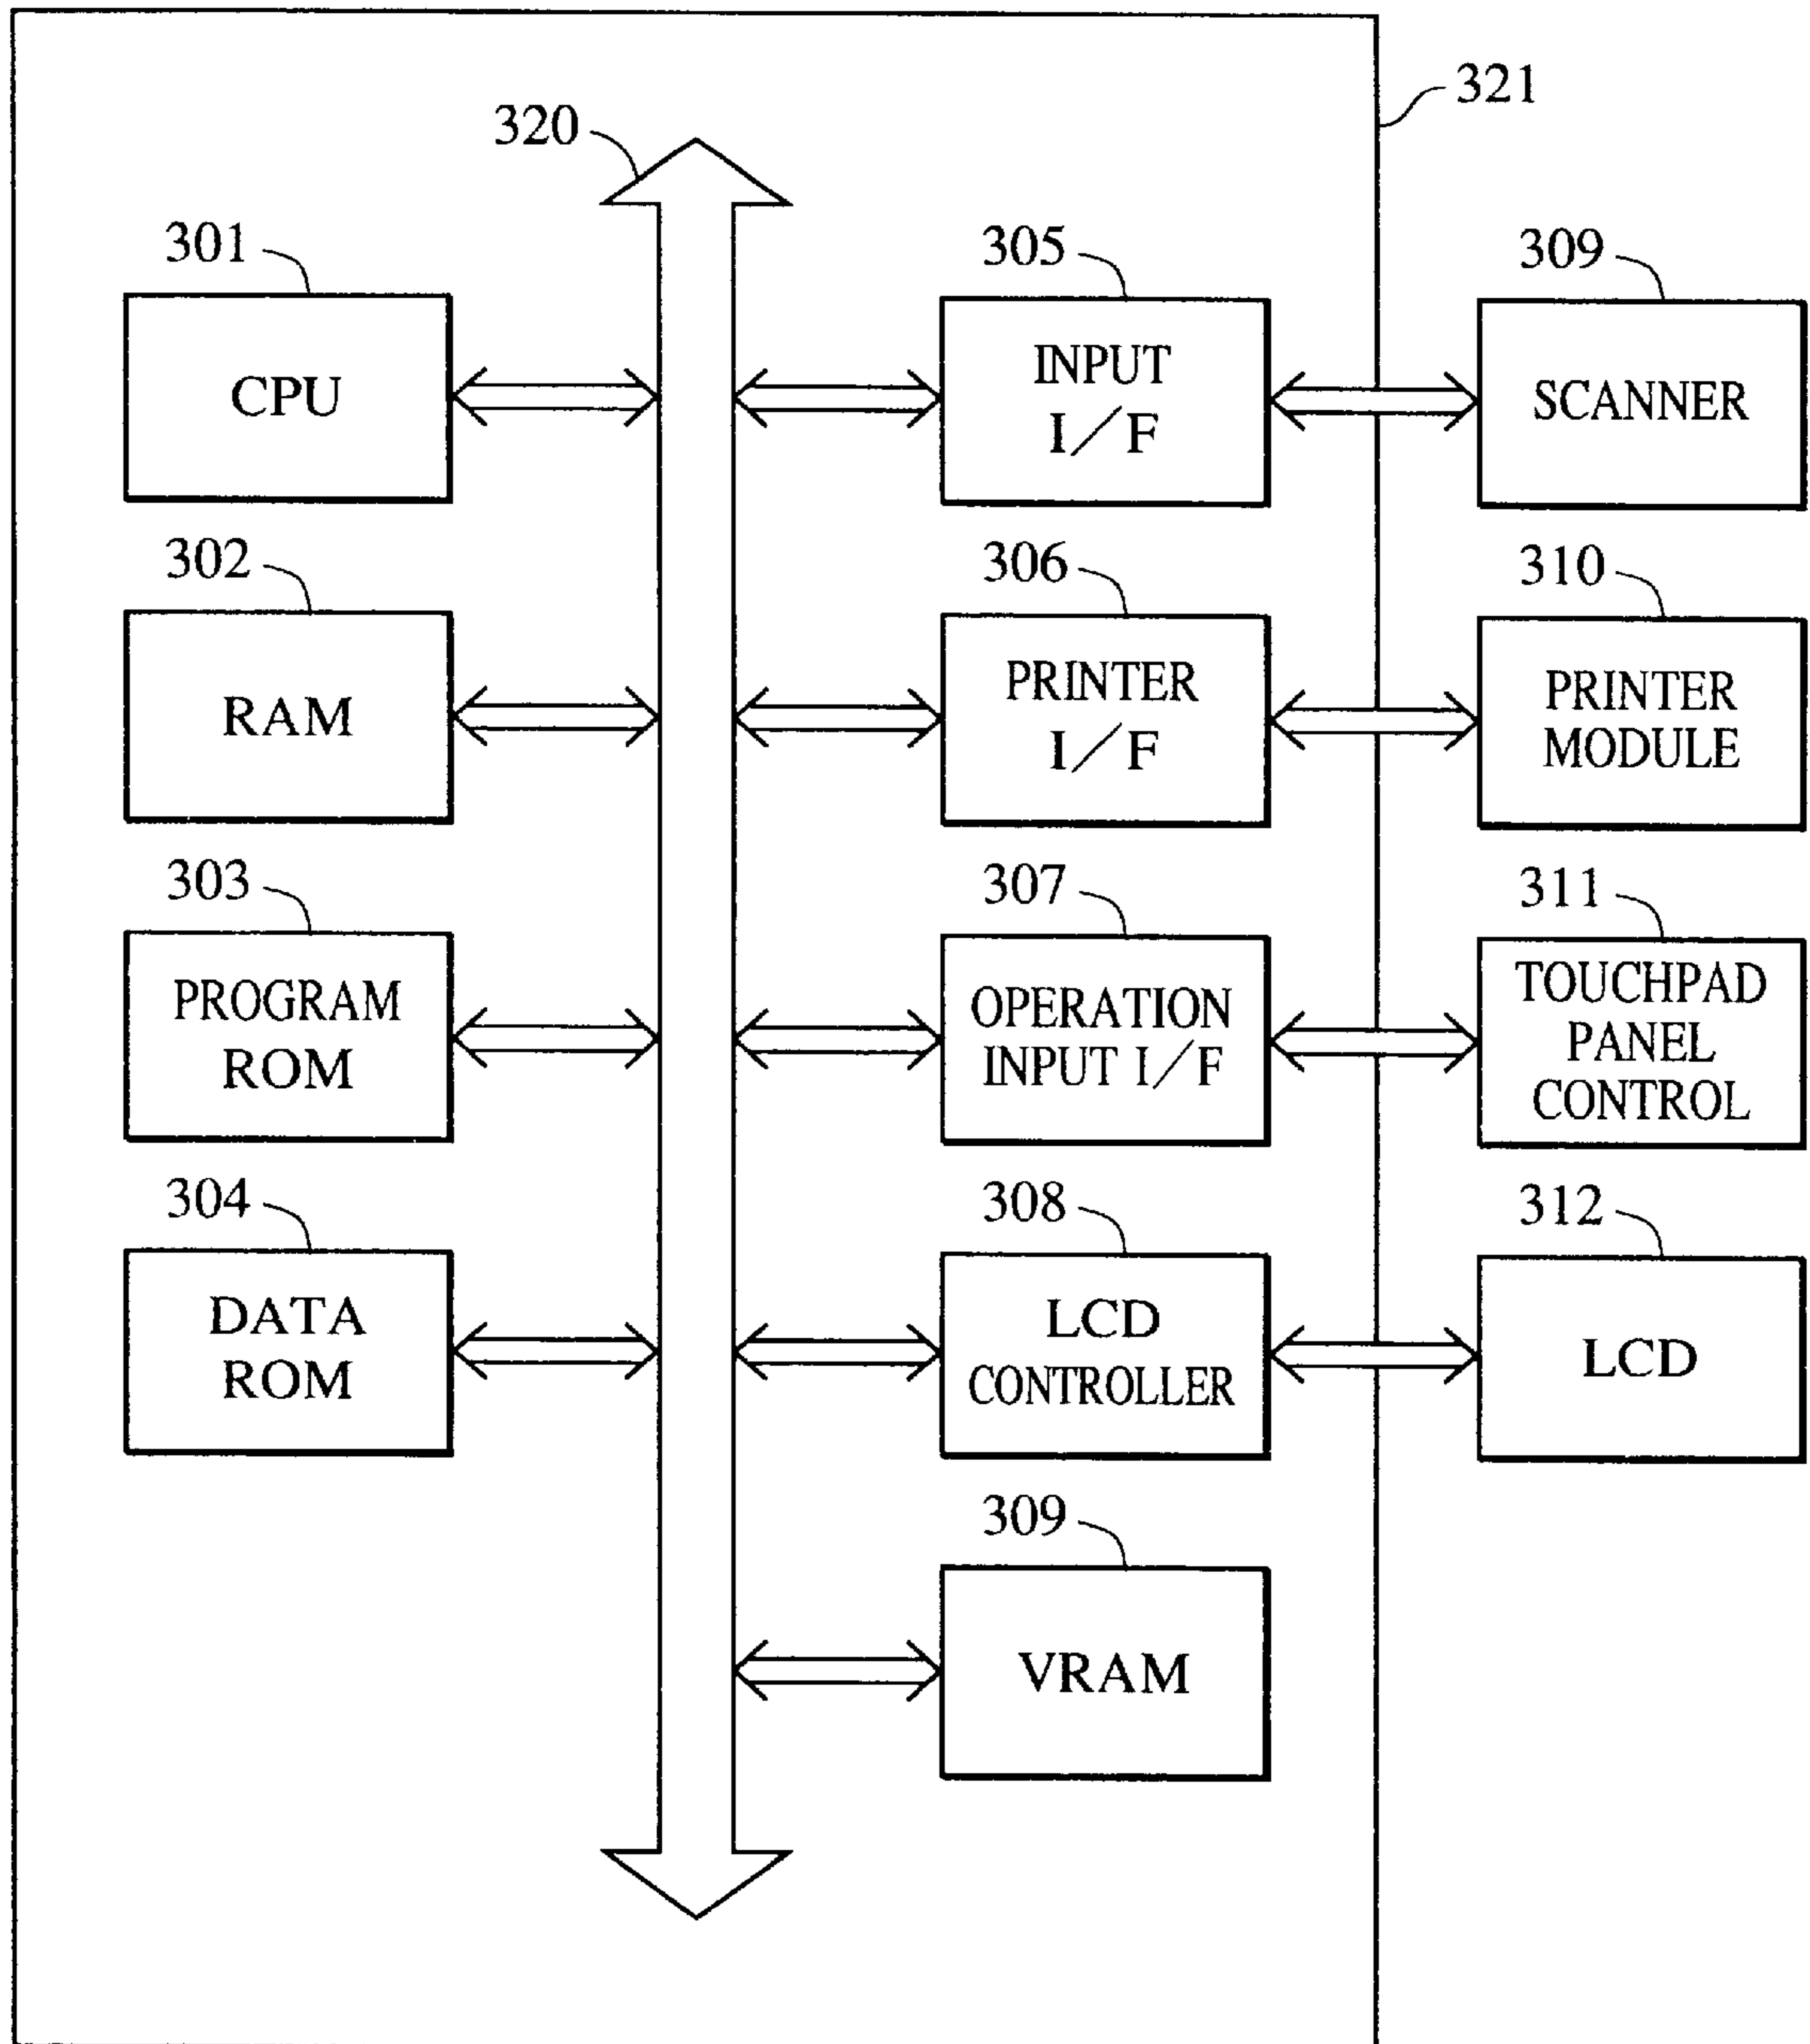 321
320
301
305
309
CPU
INPUT
I/F
SCANNER
302
306
310
RAM
PRINTER
I/F
PRINTER
MODULE
303
307
311
PROGRAM
ROM
OPERATION
INPUT I/F
TOUCHPAD
PANEL
CONTROL
304
308
312
DATA
ROM
LCD
CONTROLLER
LCD
309
VRAM